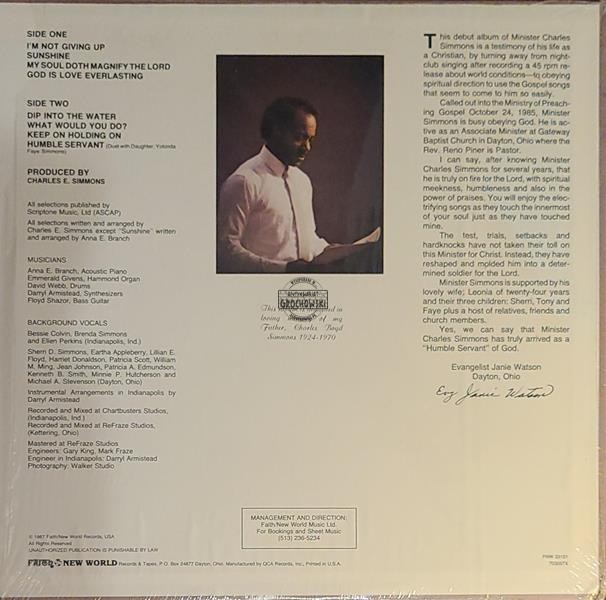 SIDE ONE
I'M NOT GIVING UP
SUNSHINE
MY SOUL DOTH MAGNIFY THE LORD
GOD IS LOVE EVERLASTING
SIDE TWO
DIP INTO THE WATER
WHAT WOULD YOU DO?
KEEP ON HOLDING ON
HUMBLE SERVANT (Duet with Daughter, Yolonda
Faye Simmons)
PRODUCED BY
CHARLES E. SIMMONS
All selections published by
Scriptone Music, Ltd (ASCAP)
All selections written and arranged by
Charles E. Simmons except "Sunshine" written
and arranged by Anna E. Branch
MUSICIANS
Anna E. Branch, Acoustic Piano
Emmerald Givens, Hammond Organ
David Webb, Drums
Darryl Armistead, Synthesizers
Floyd Shazor, Bass Guitar
BACKGROUND VOCALS
Bessie Colvin, Brenda Simmons
and Ellen Perkins (Indianapolis, Ind.)
Sherri D. Simmons, Eartha Appleberry, Lillian E.
Floyd, Harriet Donaldson, Patricia Scott, William
M. Ming, Jean Johnson, Patricia A. Edmundson,
Kenneth B. Smith, Minnie P. Hutcherson and
Michael A. Stevenson (Dayton, Ohio)
Instrumental Arrangements in Indianapolis by
Darryl Armistead
Recorded and Mixed at Chartbusters Studios,
(Indianapolis, Ind.)
Recorded and Mixed at ReFraze Studios,
(Kettering, Ohio)
Mastered at ReFraze Studios
Engineers: Gary King, Mark Fraze
Engineer in Indianapolis: Darryl Armistead
Photography: Walker Studio
© 1987 Faith/New World Records, USA
All Rights Reserved
UNAUTHORIZED PUBLICATION IS PUNISHABLE BY LAW
FAITH NEW WORLD Records & Tapes, P.O. Box 24877 Dayton, Ohio. Manufactured by QCA Records, Inc., Printed in U.S.A.
GROCHOWSKI
This in
loving of my
Father, Charles Boyd
Simmons 1924-1970
MANAGEMENT AND DIRECTION:
Faith/New World Music Ltd.
For Bookings and Sheet Music
(513) 236-5234
This debut album of Minister Charles
Simmons is a testimony of his life as
a Christian, by turning away from night-
club singing after recording a 45 rpm re-
lease about world conditions—to obeying
spiritual direction to use the Gospel songs
that seem to come to him so easily.
Called out into the Ministry of Preach-
ing Gospel October 24, 1985, Minister
Simmons is busy obeying God. He is ac-
tive as an Associate Minister at Gateway
Baptist Church in Dayton, Ohio where the
Rev. Reno Piner is Pastor.
I can say, after knowing Minister
Charles Simmons for several years, that
he is truly on fire for the Lord, with spiritual
meekness, humbleness and also in the
power of praises. You will enjoy the elec-
trifying songs as they touch the innermost
of your soul just as they have touched
mine.
The test, trials, setbacks and
hardknocks have not taken their toll on
this Minister for Christ. Instead, they have
reshaped and molded him into a deter-
mined soldier for the Lord.
Minister Simmons is supported by his
lovely wife; Leonia of twenty-four years
and their three children: Sherri, Tony and
Faye plus a host of relatives, friends and
church members.
Yes, we can say that Minister
Charles Simmons has truly arrived as a
"Humble Servant" of God.
Evangelist Janie Watson
Dayton, Ohio
Evg Janie Watson